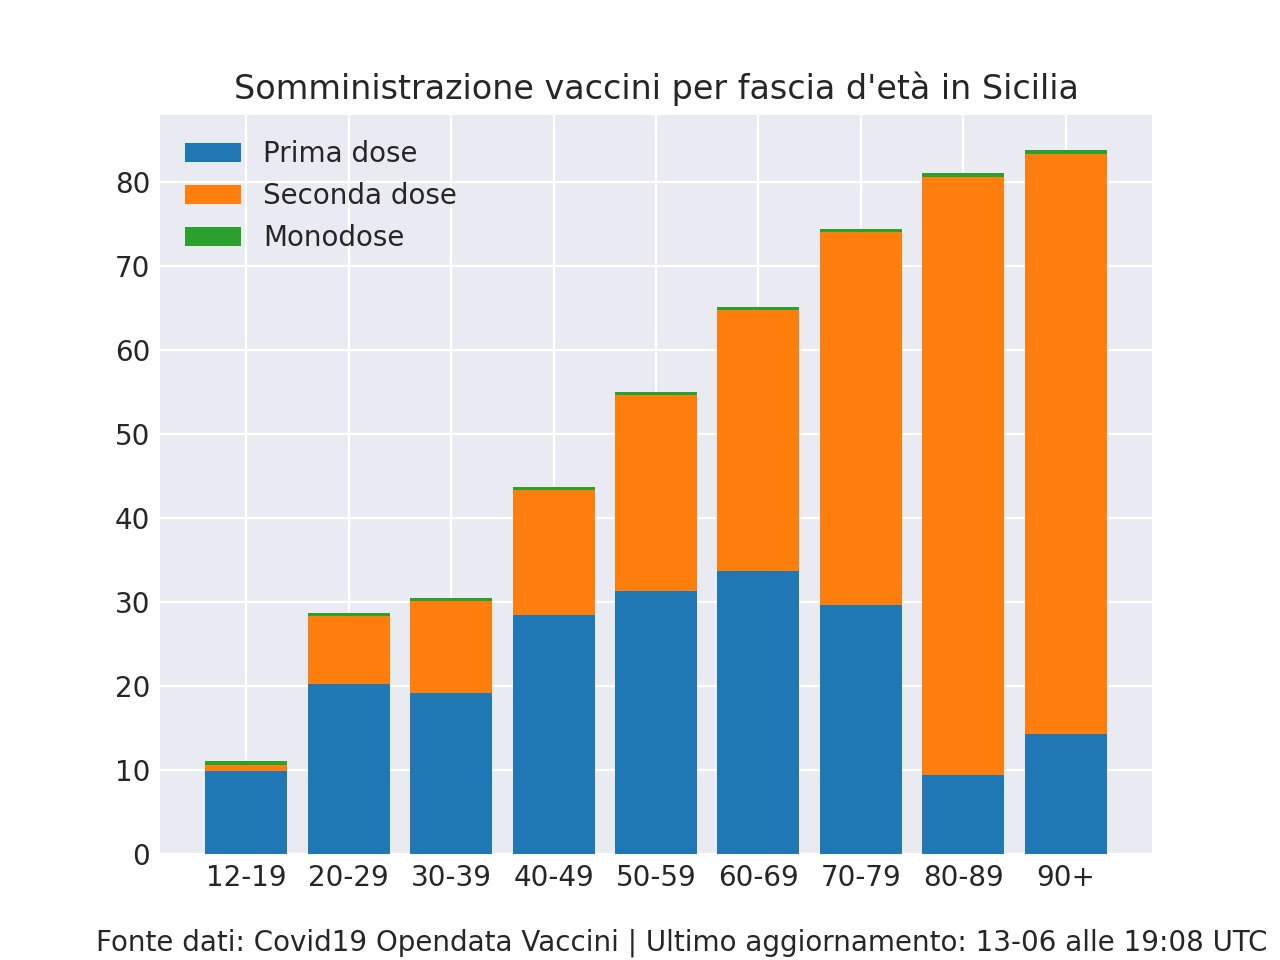 Somministrazione vaccini per fascia d'età in Sicilia
Prima dose
Seconda dose
Monodose
80
70
60
50
40
30
20
10
0
12-19 20-29 30-39 40-49 50-59 60-69 70-79 80-89 90+
Fonte dati: Covid19 Opendata Vaccini | Ultimo aggiornamento: 13-06 alle 19:08 UTC